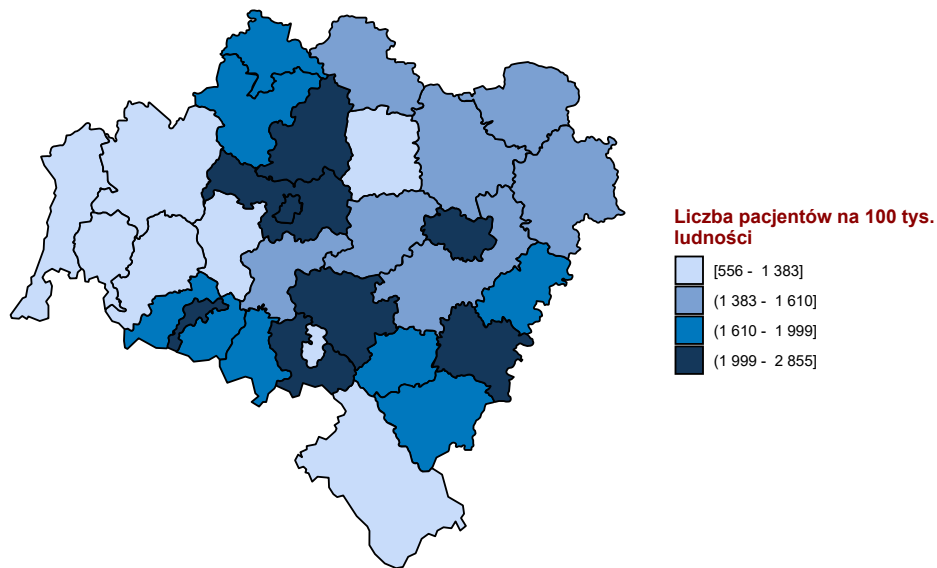 Liczba pacjentów na 100 tys.
ludności
[556 - 1 383]
(1 383 - 1 610]
(1 610 - 1 999]
(1 999 - 2 855]